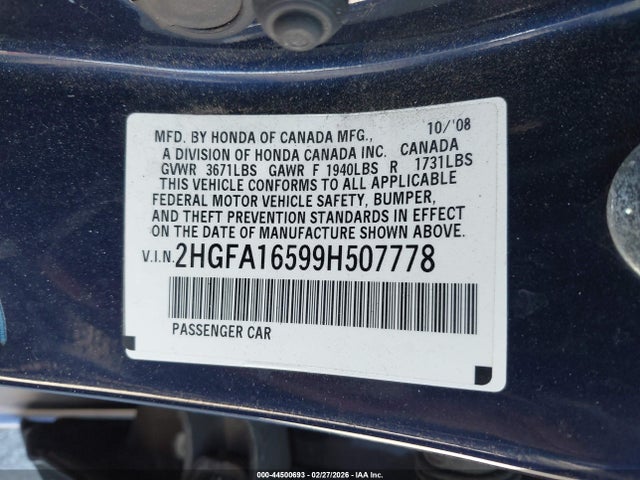 10/'08
MFD. BY HONDA OF CANADA MFG.,
A DIVISION OF HONDA CANADA INC. CANADA
GVWR 3671LBS GAWR F 1940LBS R 1731LBS
THIS VEHICLE CONFORMS TO ALL APPLICABLE
FEDERAL MOTOR VEHICLE SAFETY, BUMPER,
AND THEFT PREVENTION STANDARDS IN EFFECT
ON THE DATE OF MANUFACTURE SHOWN ABOVE.
V.I.N. 2HGFA16599H507778
PASSENGER CAR
000-44500693 - 02/27/2026 - IAA Inc.